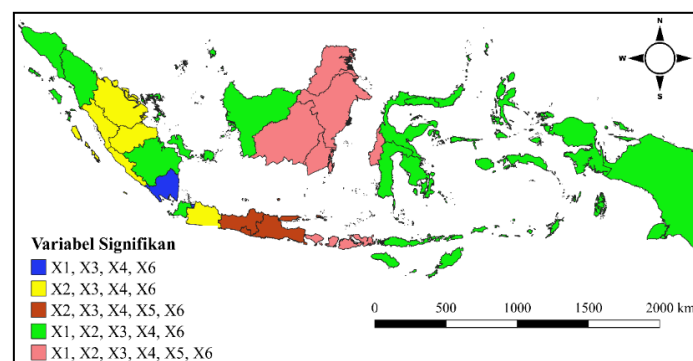 N
W E
S
Variabel Signifikan
X1, X3, X4, X6
X2, X3, X4, X6
X2, X3, X4, X5, X6
X1, X2, X3, X4, X6
X1, X2, X3, X4, X5, X6
0 500 1000 1500 2000 km